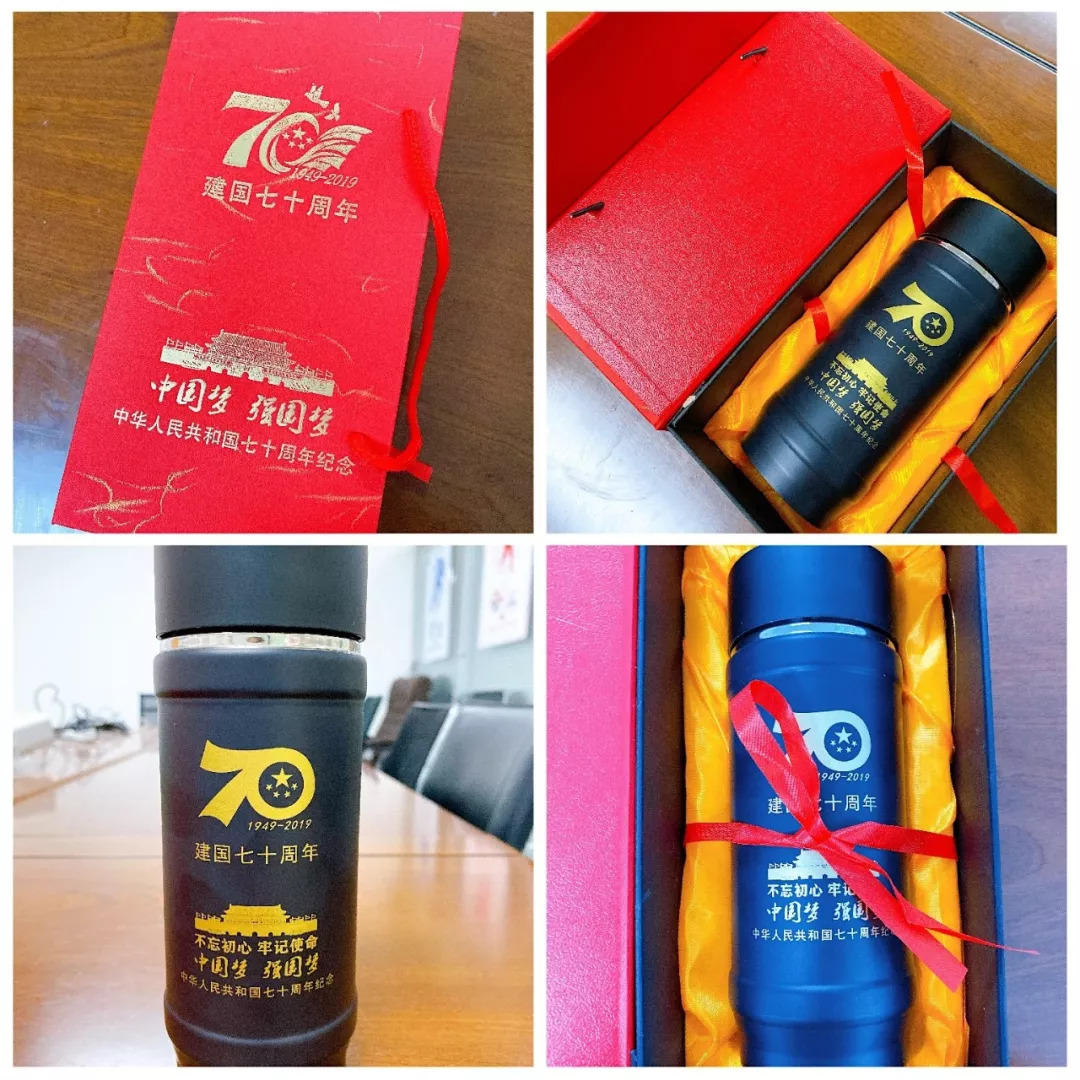 70
1949-2019
建国七十周年
中国梦 强国梦
中华人民共和国七十周年纪念
70
1949-2019
建国七十周年
不忘初心 牢记使命
中国梦 强国梦
中华人民共和国七十周年纪念
70
1949-2019
建国七十周年
不忘初心 牢记使命
中国梦 强国梦
中华人民共和国七十周年纪念
70
1949-2019
建国七十周年
不忘初心 牢记
中国梦 强国梦
中华人民共和国七十周年纪